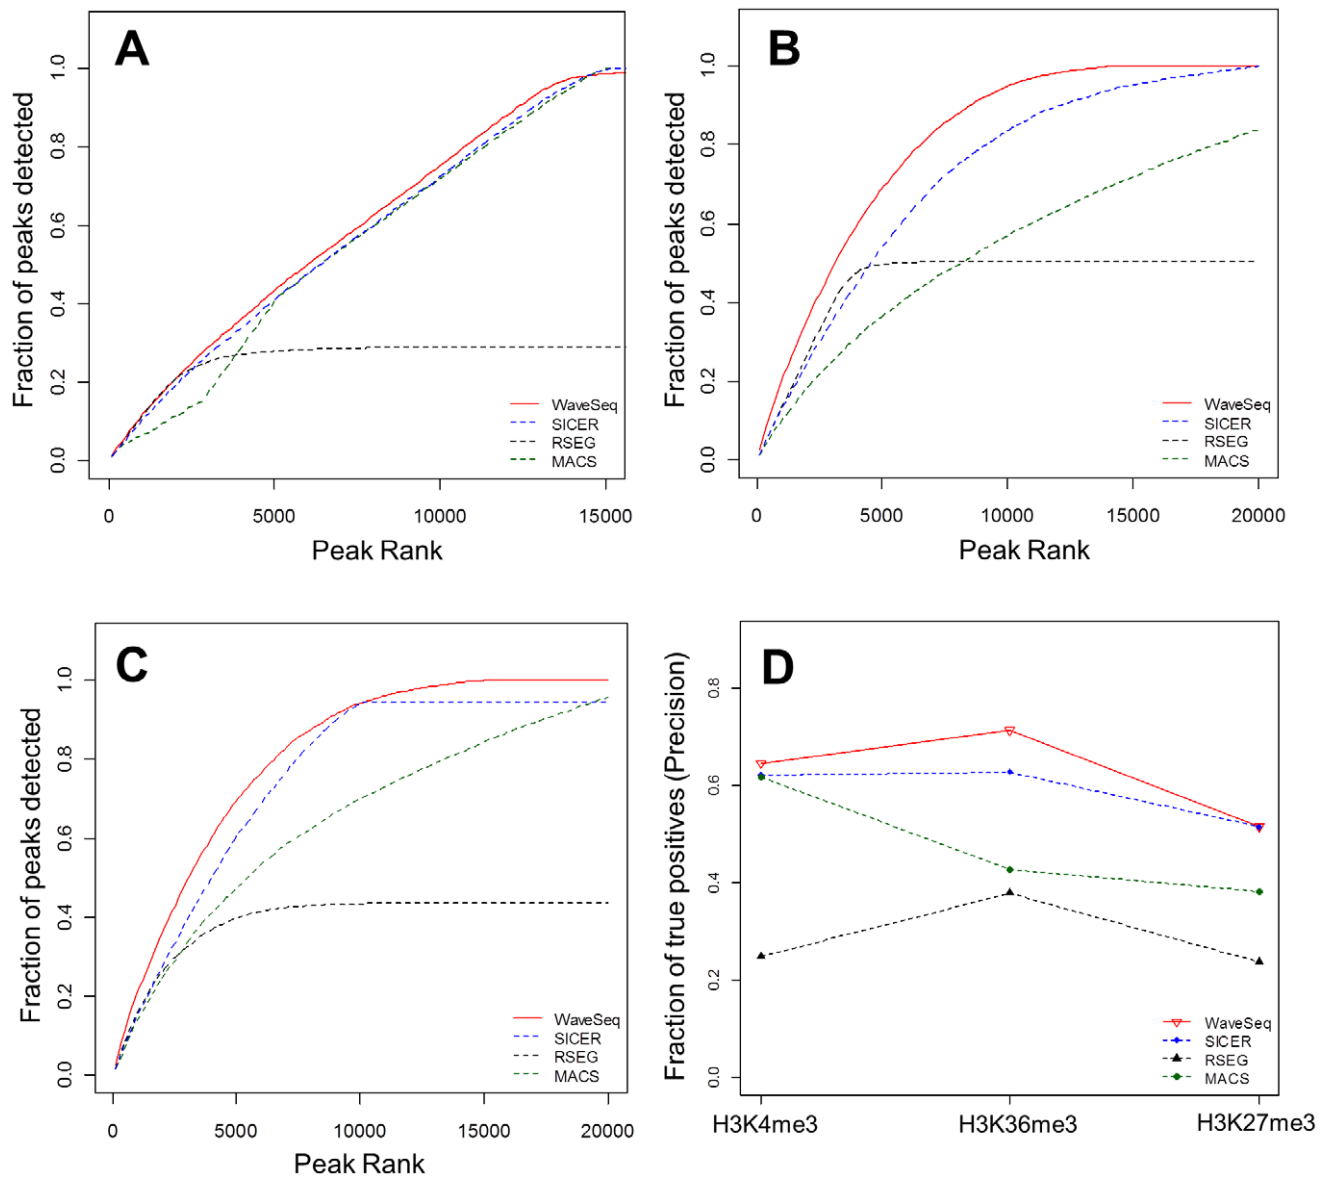 A
Fraction of peaks detected
1.0
0.8
0.6
0.4
0.2
0.0
WaveSeq
SICER
RSEG
MACS
0 5000 10000 15000
Peak Rank
B
Fraction of peaks detected
1.0
0.8
0.6
0.4
0.2
0.0
WaveSeq
SICER
RSEG
MACS
0 5000 10000 15000 20000
Peak Rank
C
Fraction of peaks detected
1.0
0.8
0.6
0.4
0.2
0.0
WaveSeq
SICER
RSEG
MACS
0 5000 10000 15000 20000
Peak Rank
D
Fraction of true positives (Precision)
0.8
0.6
0.4
0.2
0.0
WaveSeq
SICER
RSEG
MACS
H3K4me3 H3K36me3 H3K27me3